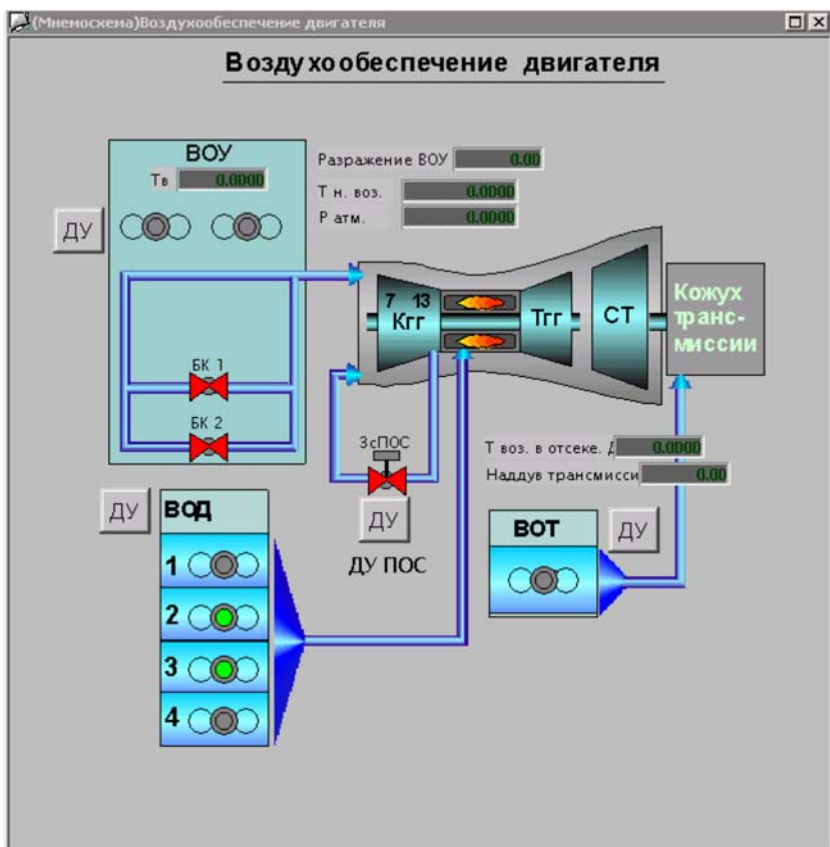 (Мнемосхема)Воздухообеспечение двигателя
Воздухообеспечение двигателя
ВОУ
Тв 0.0000
ДУ
Разражение ВОУ 0.00
Т н. воз. 0.0000
Р атм. 0.0000
7 13
Кгг
Тгг
СТ
Кожух
транс-
миссии
БК 1
БК 2
ЗсПОС
ДУ
ДУ ПОС
Т воз. в отсеке. Д 0.0000
Наддув трансмисси 0.00
ДУ
ВОД
1
2
3
4
ВОТ
ДУ